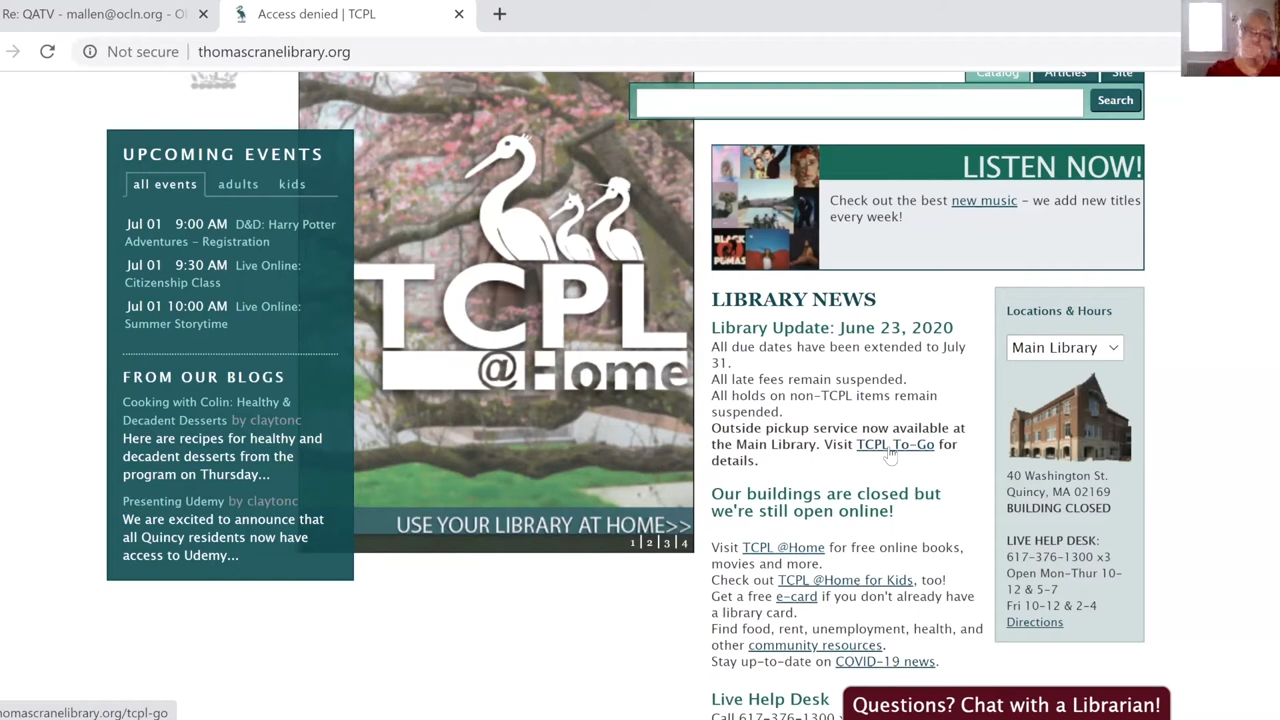 Re: QATV - mallen@ocln.org - O
Access denied | TCPL
Not secure
thomascranelibrary.org
Catalog
Articles
Site
Search
UPCOMING EVENTS
all events
adults
kids
Jul 01 9:00 AM D&D: Harry Potter
Adventures – Registration
Jul 01 9:30 AM Live Online:
Citizenship Class
Jul 01 10:00 AM Live Online:
Summer Storytime
FROM OUR BLOGS
Cooking with Colin: Healthy &
Decadent Desserts by claytonc
Here are recipes for healthy and
decadent desserts from the
program on Thursday...
Presenting Udemy by claytonc
We are excited to announce that
all Quincy residents now have
access to Udemy...
TCPL
@Home
USE YOUR LIBRARY AT HOME>>
1 | 2 | 3 | 4
BLACK
PUMAS
LISTEN NOW!
Check out the best new music – we add new titles
every week!
LIBRARY NEWS
Library Update: June 23, 2020
All due dates have been extended to July
31.
All late fees remain suspended.
All holds on non-TCPL items remain
suspended.
Outside pickup service now available at
the Main Library. Visit TCPL To-Go for
details.
Our buildings are closed but
we're still open online!
Visit TCPL @Home for free online books,
movies and more.
Check out TCPL @Home for Kids, too!
Get a free e-card if you don't already have
a library card.
Find food, rent, unemployment, health, and
other community resources.
Stay up-to-date on COVID-19 news.
Live Help Desk
Call 617-376-1300
Locations & Hours
Main Library
40 Washington St.
Quincy, MA 02169
BUILDING CLOSED
LIVE HELP DESK:
617-376-1300 x3
Open Mon-Thur 10-
12 & 5-7
Fri 10-12 & 2-4
Directions
Questions? Chat with a Librarian!
homascranelibrary.org/tcpl-go